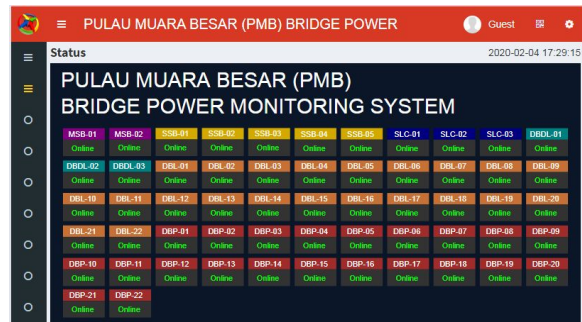 PULAU MUARA BESAR (PMB) BRIDGE POWER
Guest
Status
2020-02-04 17:29:15
PULAU MUARA BESAR (PMB)
BRIDGE POWER MONITORING SYSTEM
MSB-01 MSB-02 SSB-01 SSB-02 SSB-03 SSB-04 SSB-05 SLC-01 SLC-02 SLC-03 DBDL-01
Online Online Online Online Online Online Online Online Online Online Online
DBDL-02 DBDL-03 DBL-01 DBL-02 DBL-03 DBL-04 DBL-05 DBL-06 DBL-07 DBL-08 DBL-09
Online Online Online Online Online Online Online Online Online Online Online
DBL-10 DBL-11 DBL-12 DBL-13 DBL-14 DBL-15 DBL-16 DBL-17 DBL-18 DBL-19 DBL-20
Online Online Online Online Online Online Online Online Online Online Online
DBL-21 DBL-22 DBP-01 DBP-02 DBP-03 DBP-04 DBP-05 DBP-06 DBP-07 DBP-08 DBP-09
Online Online Online Online Online Online Online Online Online Online Online
DBP-10 DBP-11 DBP-12 DBP-13 DBP-14 DBP-15 DBP-16 DBP-17 DBP-18 DBP-19 DBP-20
Online Online Online Online Online Online Online Online Online Online Online
DBP-21 DBP-22
Online Online